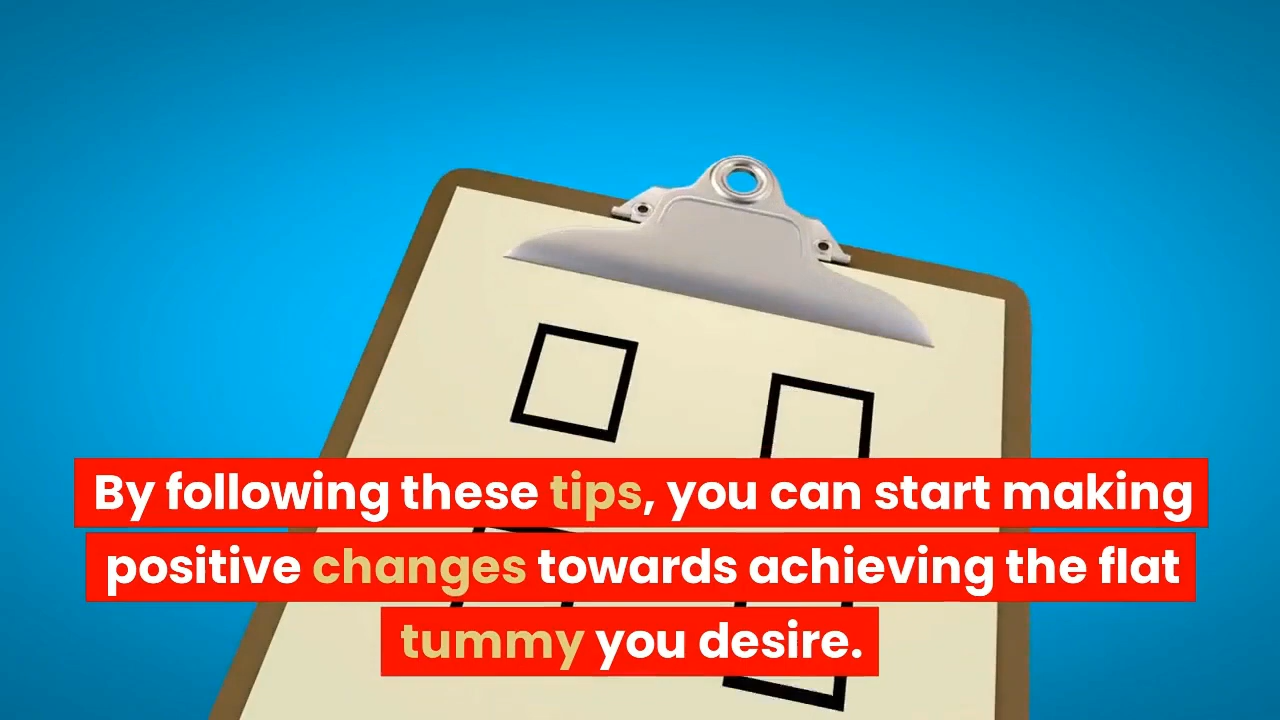 By following these tips, you can start making
positive changes towards achieving the flat
tummy you desire.